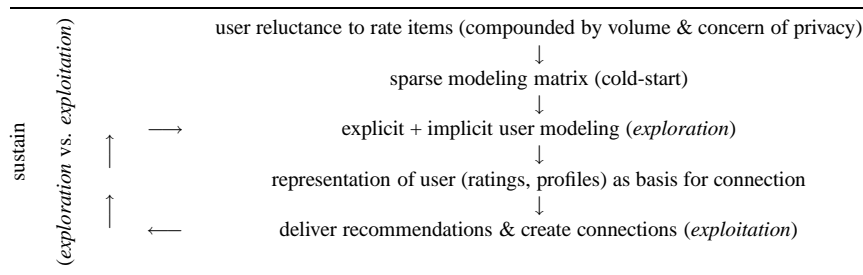 user reluctance to rate items (compounded by volume & concern of privacy)
↓
sparse modeling matrix (cold-start)
↓
explicit + implicit user modeling (exploration)
↓
representation of user (ratings, profiles) as basis for connection
↓
deliver recommendations & create connections (exploitation)
sustain
(exploration vs. exploitation)
↑
↑
→
←